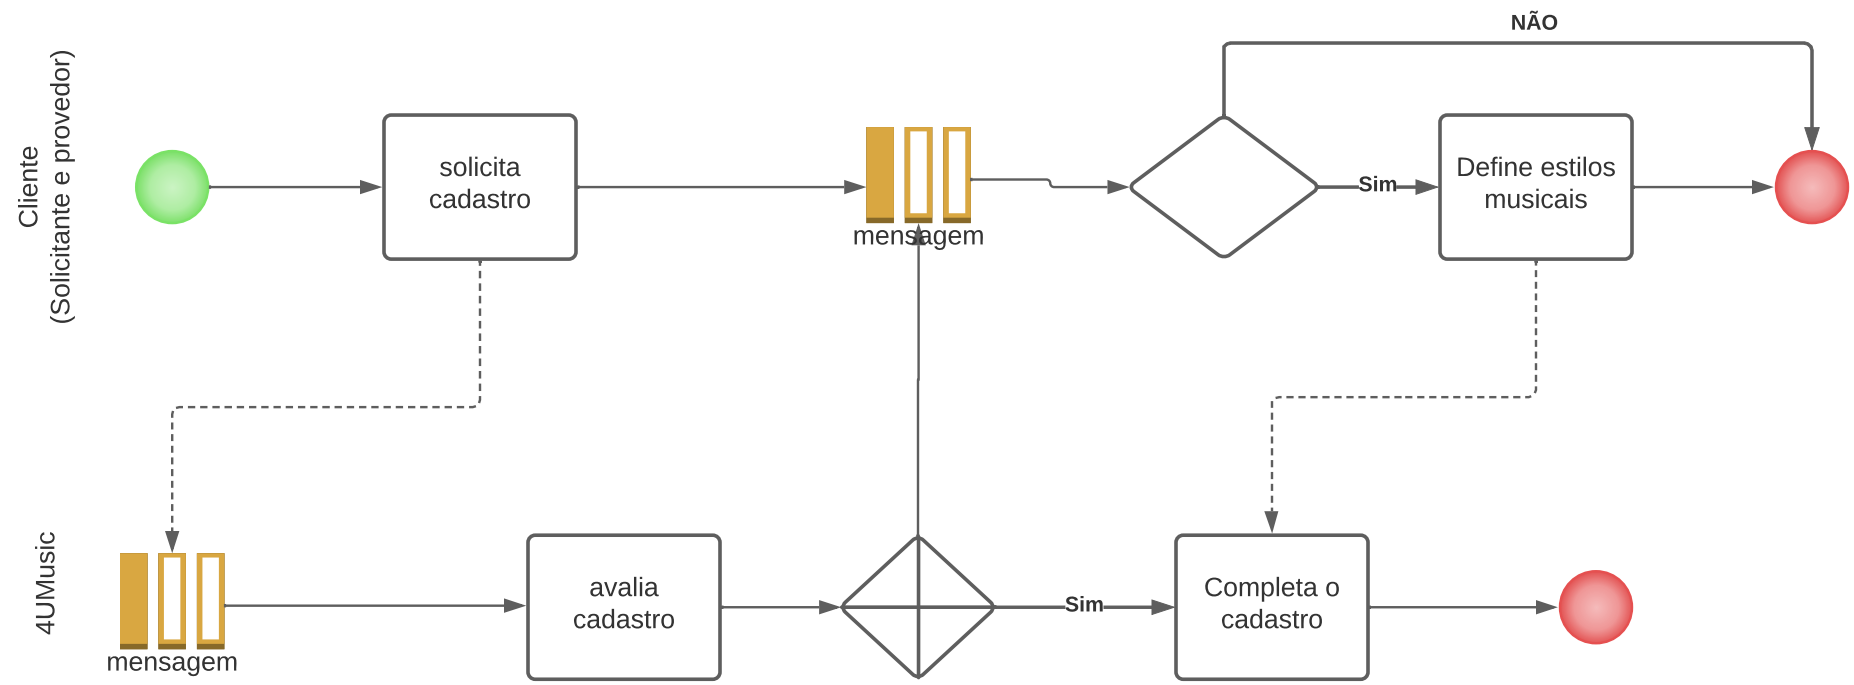 NÃO
Cliente
(Solicitante e provedor)
solicita
cadastro
mensagem
Sim
Define estilos
musicais
4UMusic
mensagem
avalia
cadastro
Sim
Completa o
cadastro